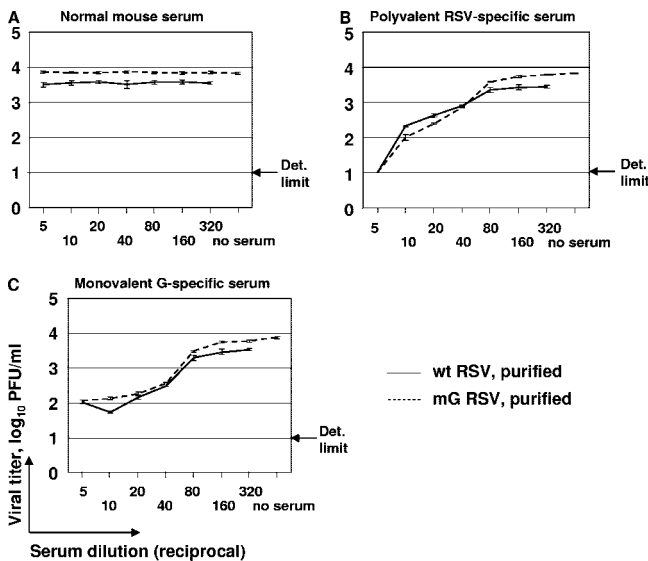 A Normal mouse serum
5
4
3
2
1
0
Det.
limit
5 20 80 320
10 40 160 no serum
B Polyvalent RSV-specific serum
5
4
3
2
1
0
Det.
limit
5 20 80 320
10 40 160 no serum
C Monovalent G-specific serum
5
4
3
2
1
0
Det.
limit
5 20 80 320
10 40 160 no serum
Viral titer, log10 PFU/ml
Serum dilution (reciprocal)
wt RSV, purified
mG RSV, purified